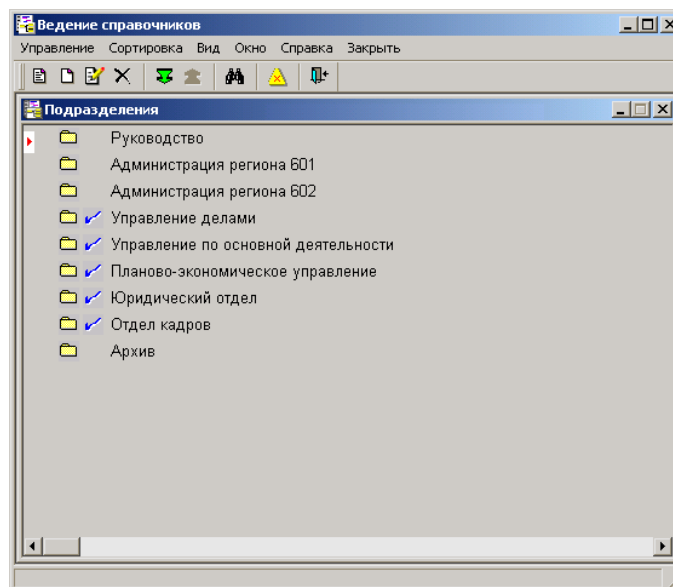 Ведение справочников
Управление Сортировка Вид Окно Справка Закрыть
Подразделения
Руководство
Администрация региона 601
Администрация региона 602
Управление делами
Управление по основной деятельности
Планово-экономическое управление
Юридический отдел
Отдел кадров
Архив